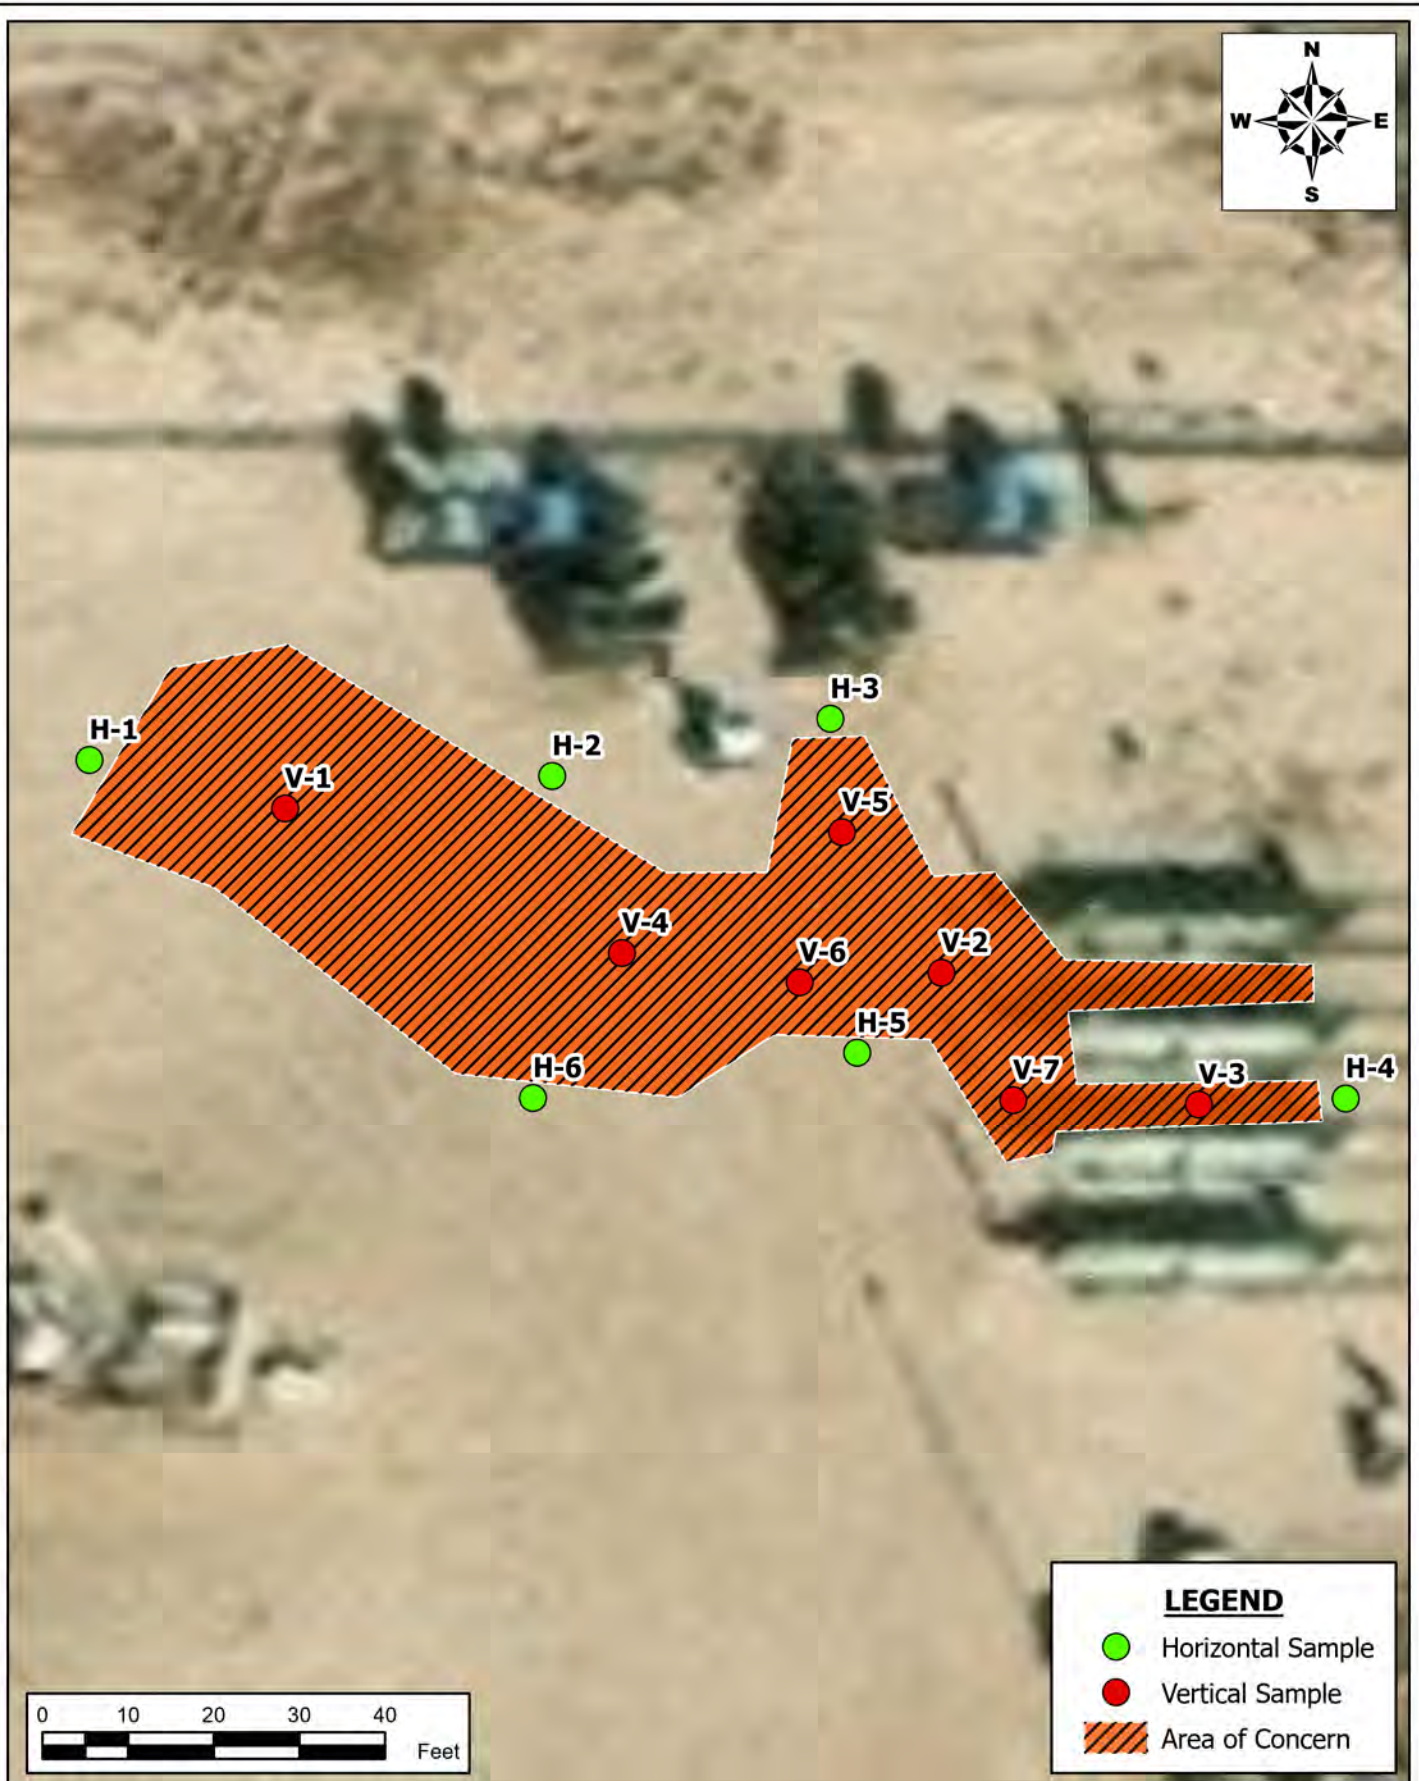 N
W E
S
H-3
H-1
H-2
V-1
V-5
V-4
V-2
V-6
H-5
H-6
V-7
V-3
H-4
LEGEND
Horizontal Sample
Vertical Sample
Area of Concern
0 10 20 30 40
Feet